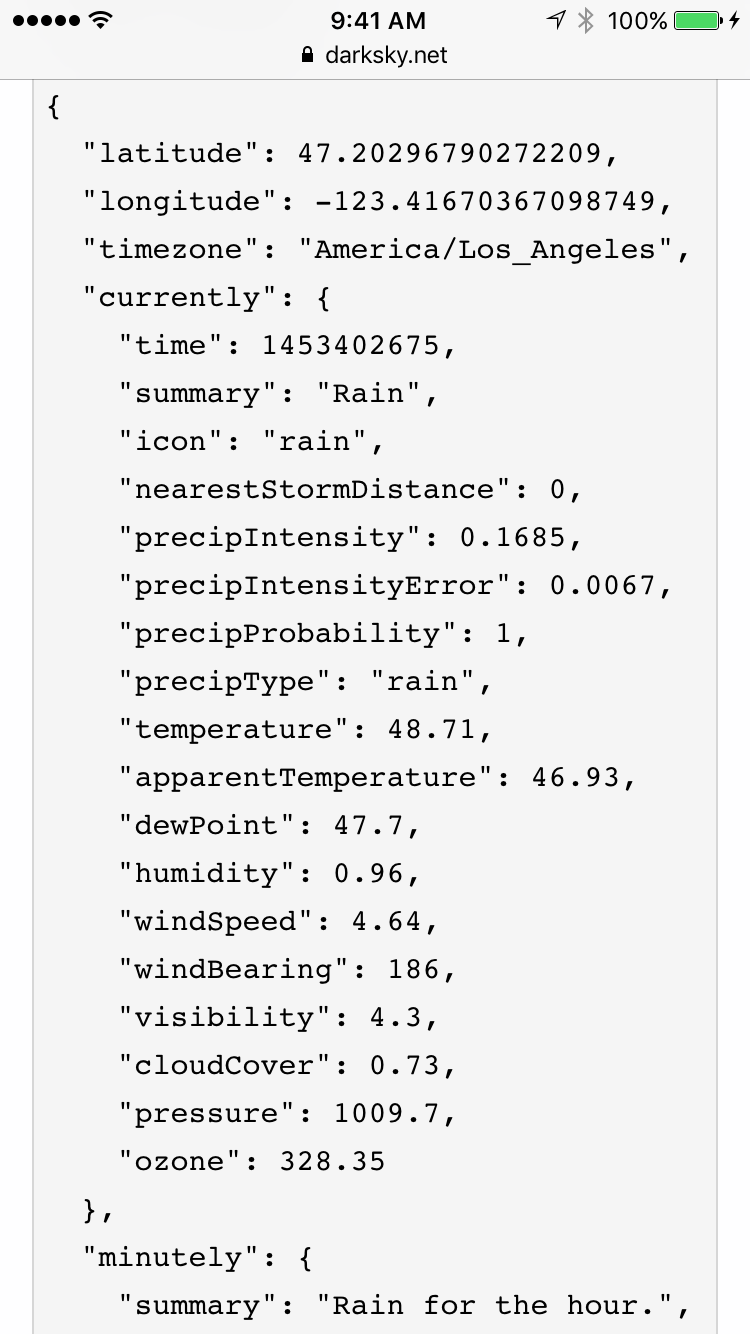 9:41 AM 100%
darksky.net
{
"latitude": 47.20296790272209,
"longitude": -123.41670367098749,
"timezone": "America/Los_Angeles",
"currently": {
"time": 1453402675,
"summary": "Rain",
"icon": "rain",
"nearestStormDistance": 0,
"precipIntensity": 0.1685,
"precipIntensityError": 0.0067,
"precipProbability": 1,
"precipType": "rain",
"temperature": 48.71,
"apparentTemperature": 46.93,
"dewPoint": 47.7,
"humidity": 0.96,
"windSpeed": 4.64,
"windBearing": 186,
"visibility": 4.3,
"cloudCover": 0.73,
"pressure": 1009.7,
"ozone": 328.35
},
"minutely": {
"summary": "Rain for the hour.",